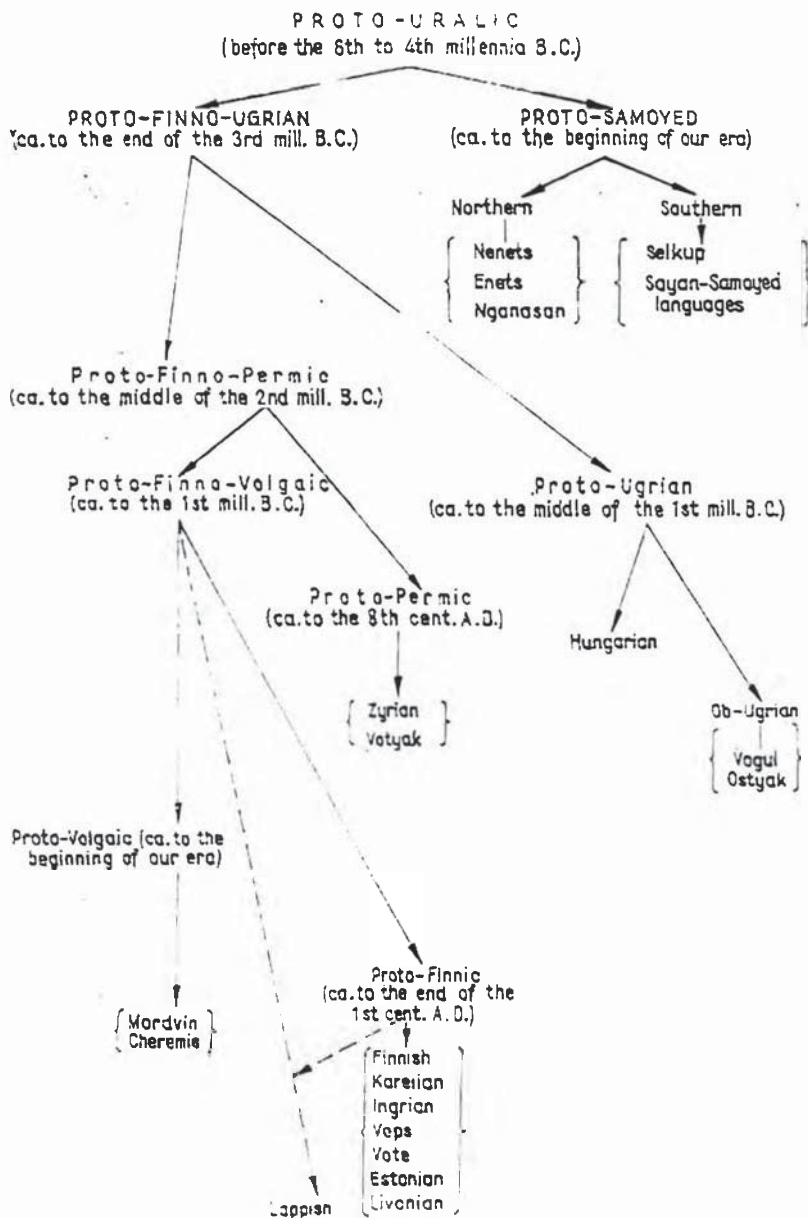 PROTO-URALIC
(before the 6th to 4th millennia B.C.)
PROTO-FINNO-UGRIAN
(ca. to the end of the 3rd mill. B.C.)
PROTO-SAMOYED
(ca. to the beginning of our era)
Northern
Nenets
Enets
Nganasan
Southern
Selkup
Sayan-Samoyed
languages
Proto-Finno-Permic
(ca. to the middle of the 2nd mill. B.C.)
Proto-Finno-Volgaic
(ca. to the 1st mill. B.C.)
Proto-Ugrian
(ca. to the middle of the 1st mill. B.C.)
Proto-Permic
(ca. to the 8th cent. A.D.)
Zyrian
Votyak
Hungarian
Ob-Ugrian
Vogul
Ostyak
Proto-Volgaic (ca. to the
beginning of our era)
Mordvin
Cheremis
Proto-Finnic
(ca. to the end of the
1st cent. A.D.)
Finnish
Karelian
Ingrian
Veps
Vote
Estonian
Livonian
Lappish